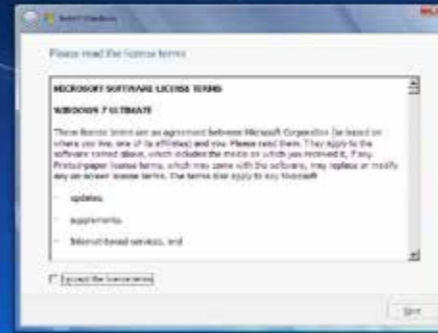 Install Windows
Please read the license terms
MICROSOFT SOFTWARE LICENSE TERMS
WINDOWS 7 ULTIMATE
These license terms are an agreement between Microsoft Corporation (or based on
where you live, one of its affiliates) and you. Please read them. They apply to the
software named above, which includes the media on which you received it, if any.
Printed-paper license terms, which may come with the software, may replace or modify
any on-screen license terms. The terms also apply to any Microsoft
- updates,
- supplements,
- Internet-based services, and
I accept the license terms
Next